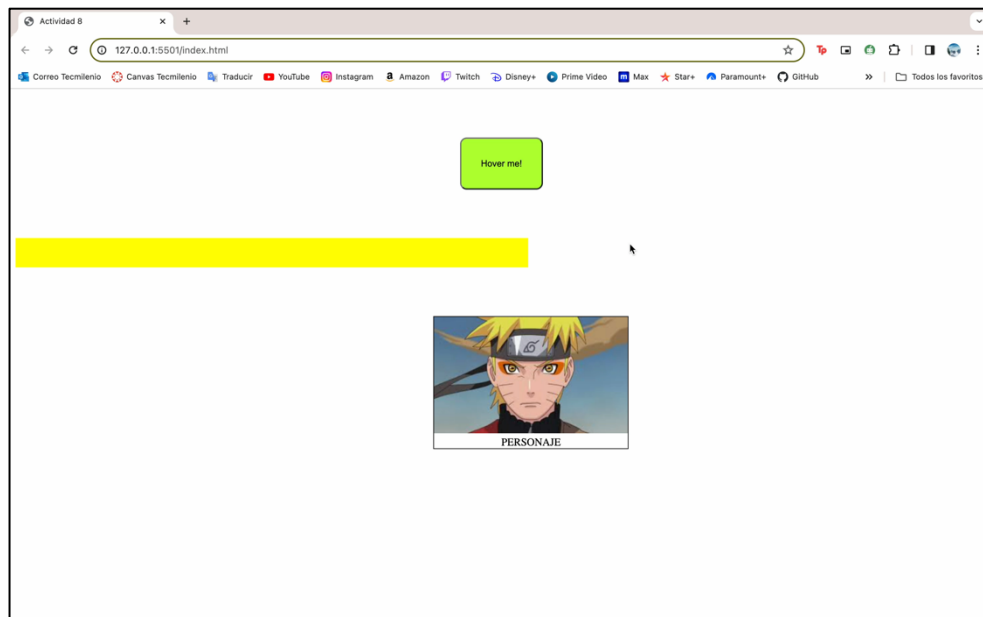 Actividad 8
127.0.0.1:5501/index.html
Tp
Correo Tecmilenio Canvas Tecmilenio Traducir YouTube Instagram Amazon Twitch Disney+ Prime Video Max Star+ Paramount+ GitHub » Todos los favoritos
Hover me!
PERSONAJE